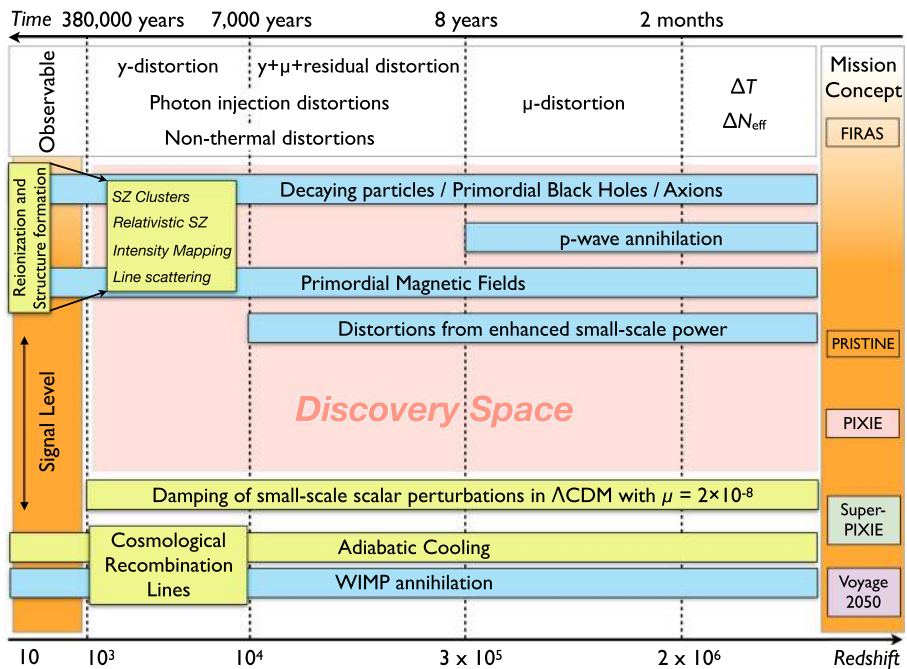 Time 380,000 years 7,000 years 8 years 2 months
Observable
y-distortion
y+μ+residual distortion
Photon injection distortions
Non-thermal distortions
μ-distortion
ΔT
ΔNeff
Mission
Concept
FIRAS
Reionization and
Structure formation
SZ Clusters
Relativistic SZ
Intensity Mapping
Line scattering
Decaying particles / Primordial Black Holes / Axions
p-wave annihilation
Primordial Magnetic Fields
Distortions from enhanced small-scale power
PRISTINE
Signal Level
Discovery Space
PIXIE
Damping of small-scale scalar perturbations in ΛCDM with μ = 2×10-8
Super-
PIXIE
Cosmological
Recombination
Lines
Adiabatic Cooling
WIMP annihilation
Voyage
2050
10 10³ 10⁴ 3 x 10⁵ 2 x 10⁶ Redshift